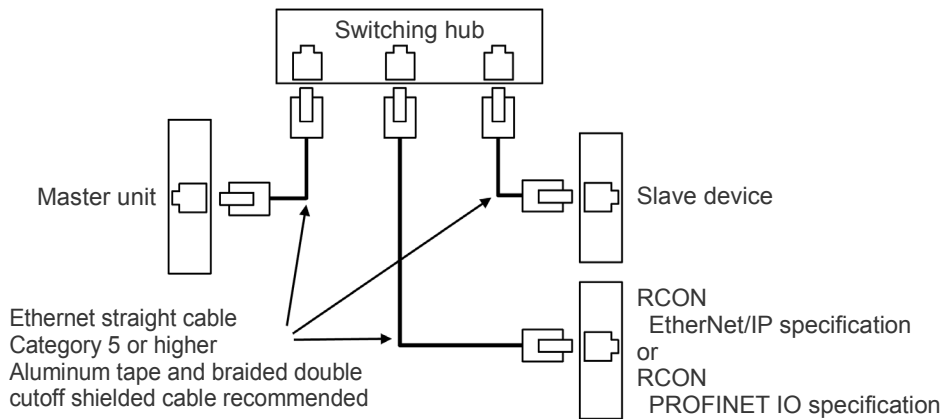 Switching hub
Master unit
Slave device
Ethernet straight cable
Category 5 or higher
Aluminum tape and braided double
cutoff shielded cable recommended
RCON
EtherNet/IP specification
or
RCON
PROFINET IO specification